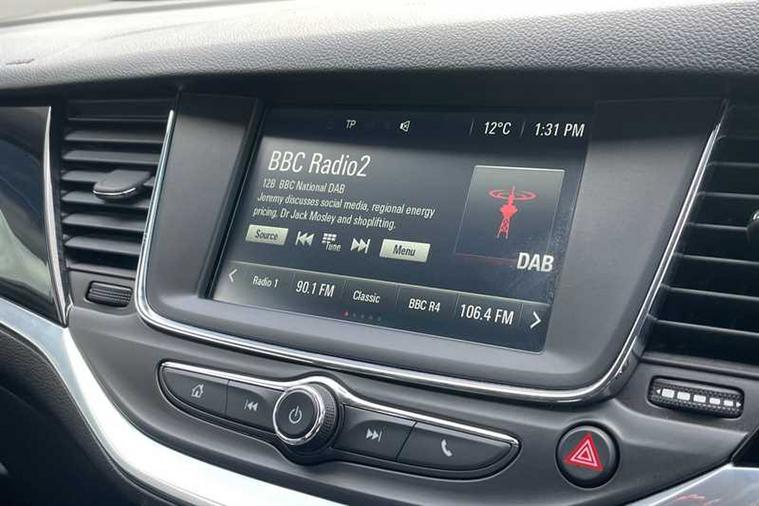 TP 12°C 1:31 PM
BBC Radio2
12B BBC National DAB
Jeremy discusses social media, regional energy
pricing, Dr Jack Mosley and shoplifting.
Source Tune Menu
DAB
Radio 1 90.1 FM Classic BBC R4 106.4 FM